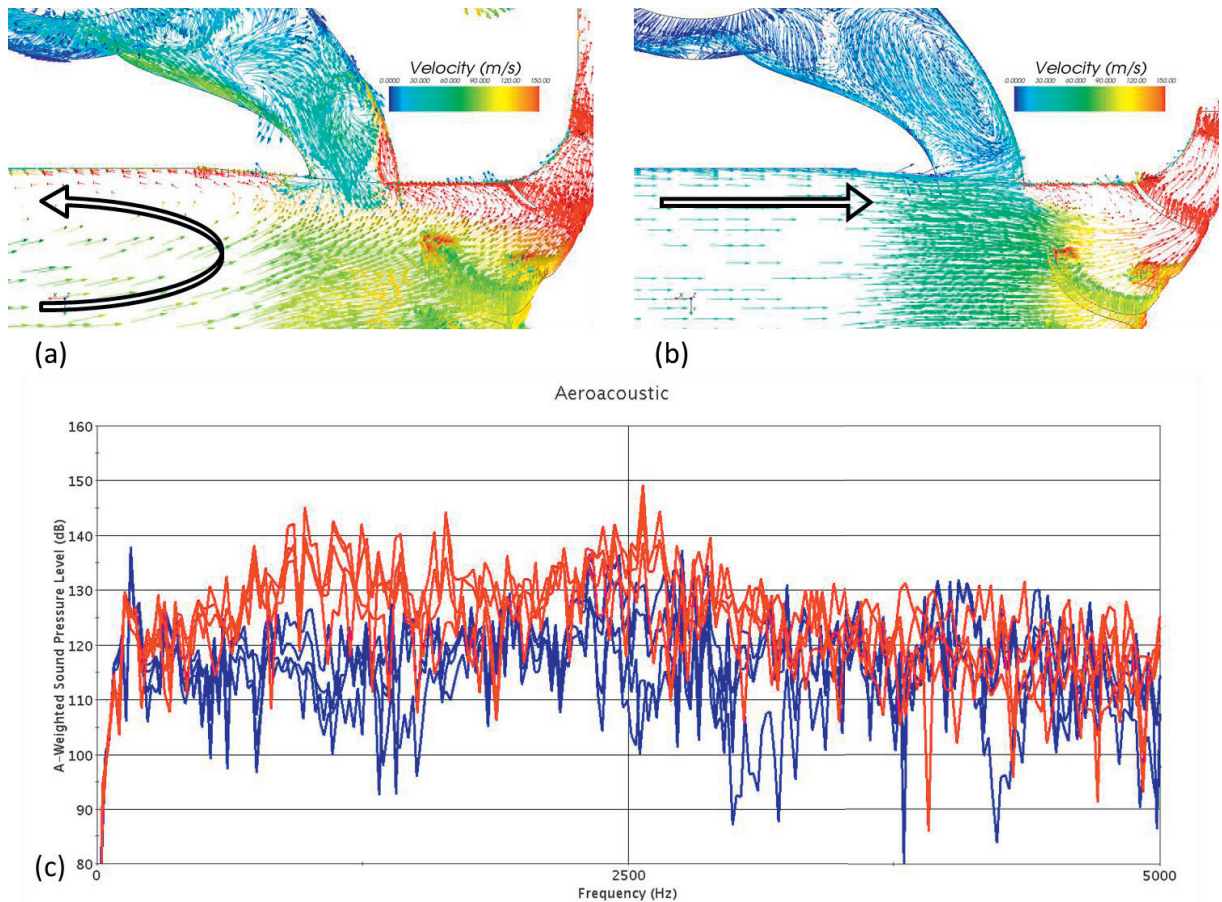 Velocity (m/s)
0.0000 30.000 60.000 90.000 120.00 150.00
Velocity (m/s)
0.0000 30.000 60.000 90.000 120.00 150.00
X Z
Y
X Z
Y
(a)
(b)
Aeroacoustic
160
150
140
130
120
110
100
90
80
A-Weighted Sound Pressure Level (dB)
(c)
0 2500 5000
Frequency (Hz)